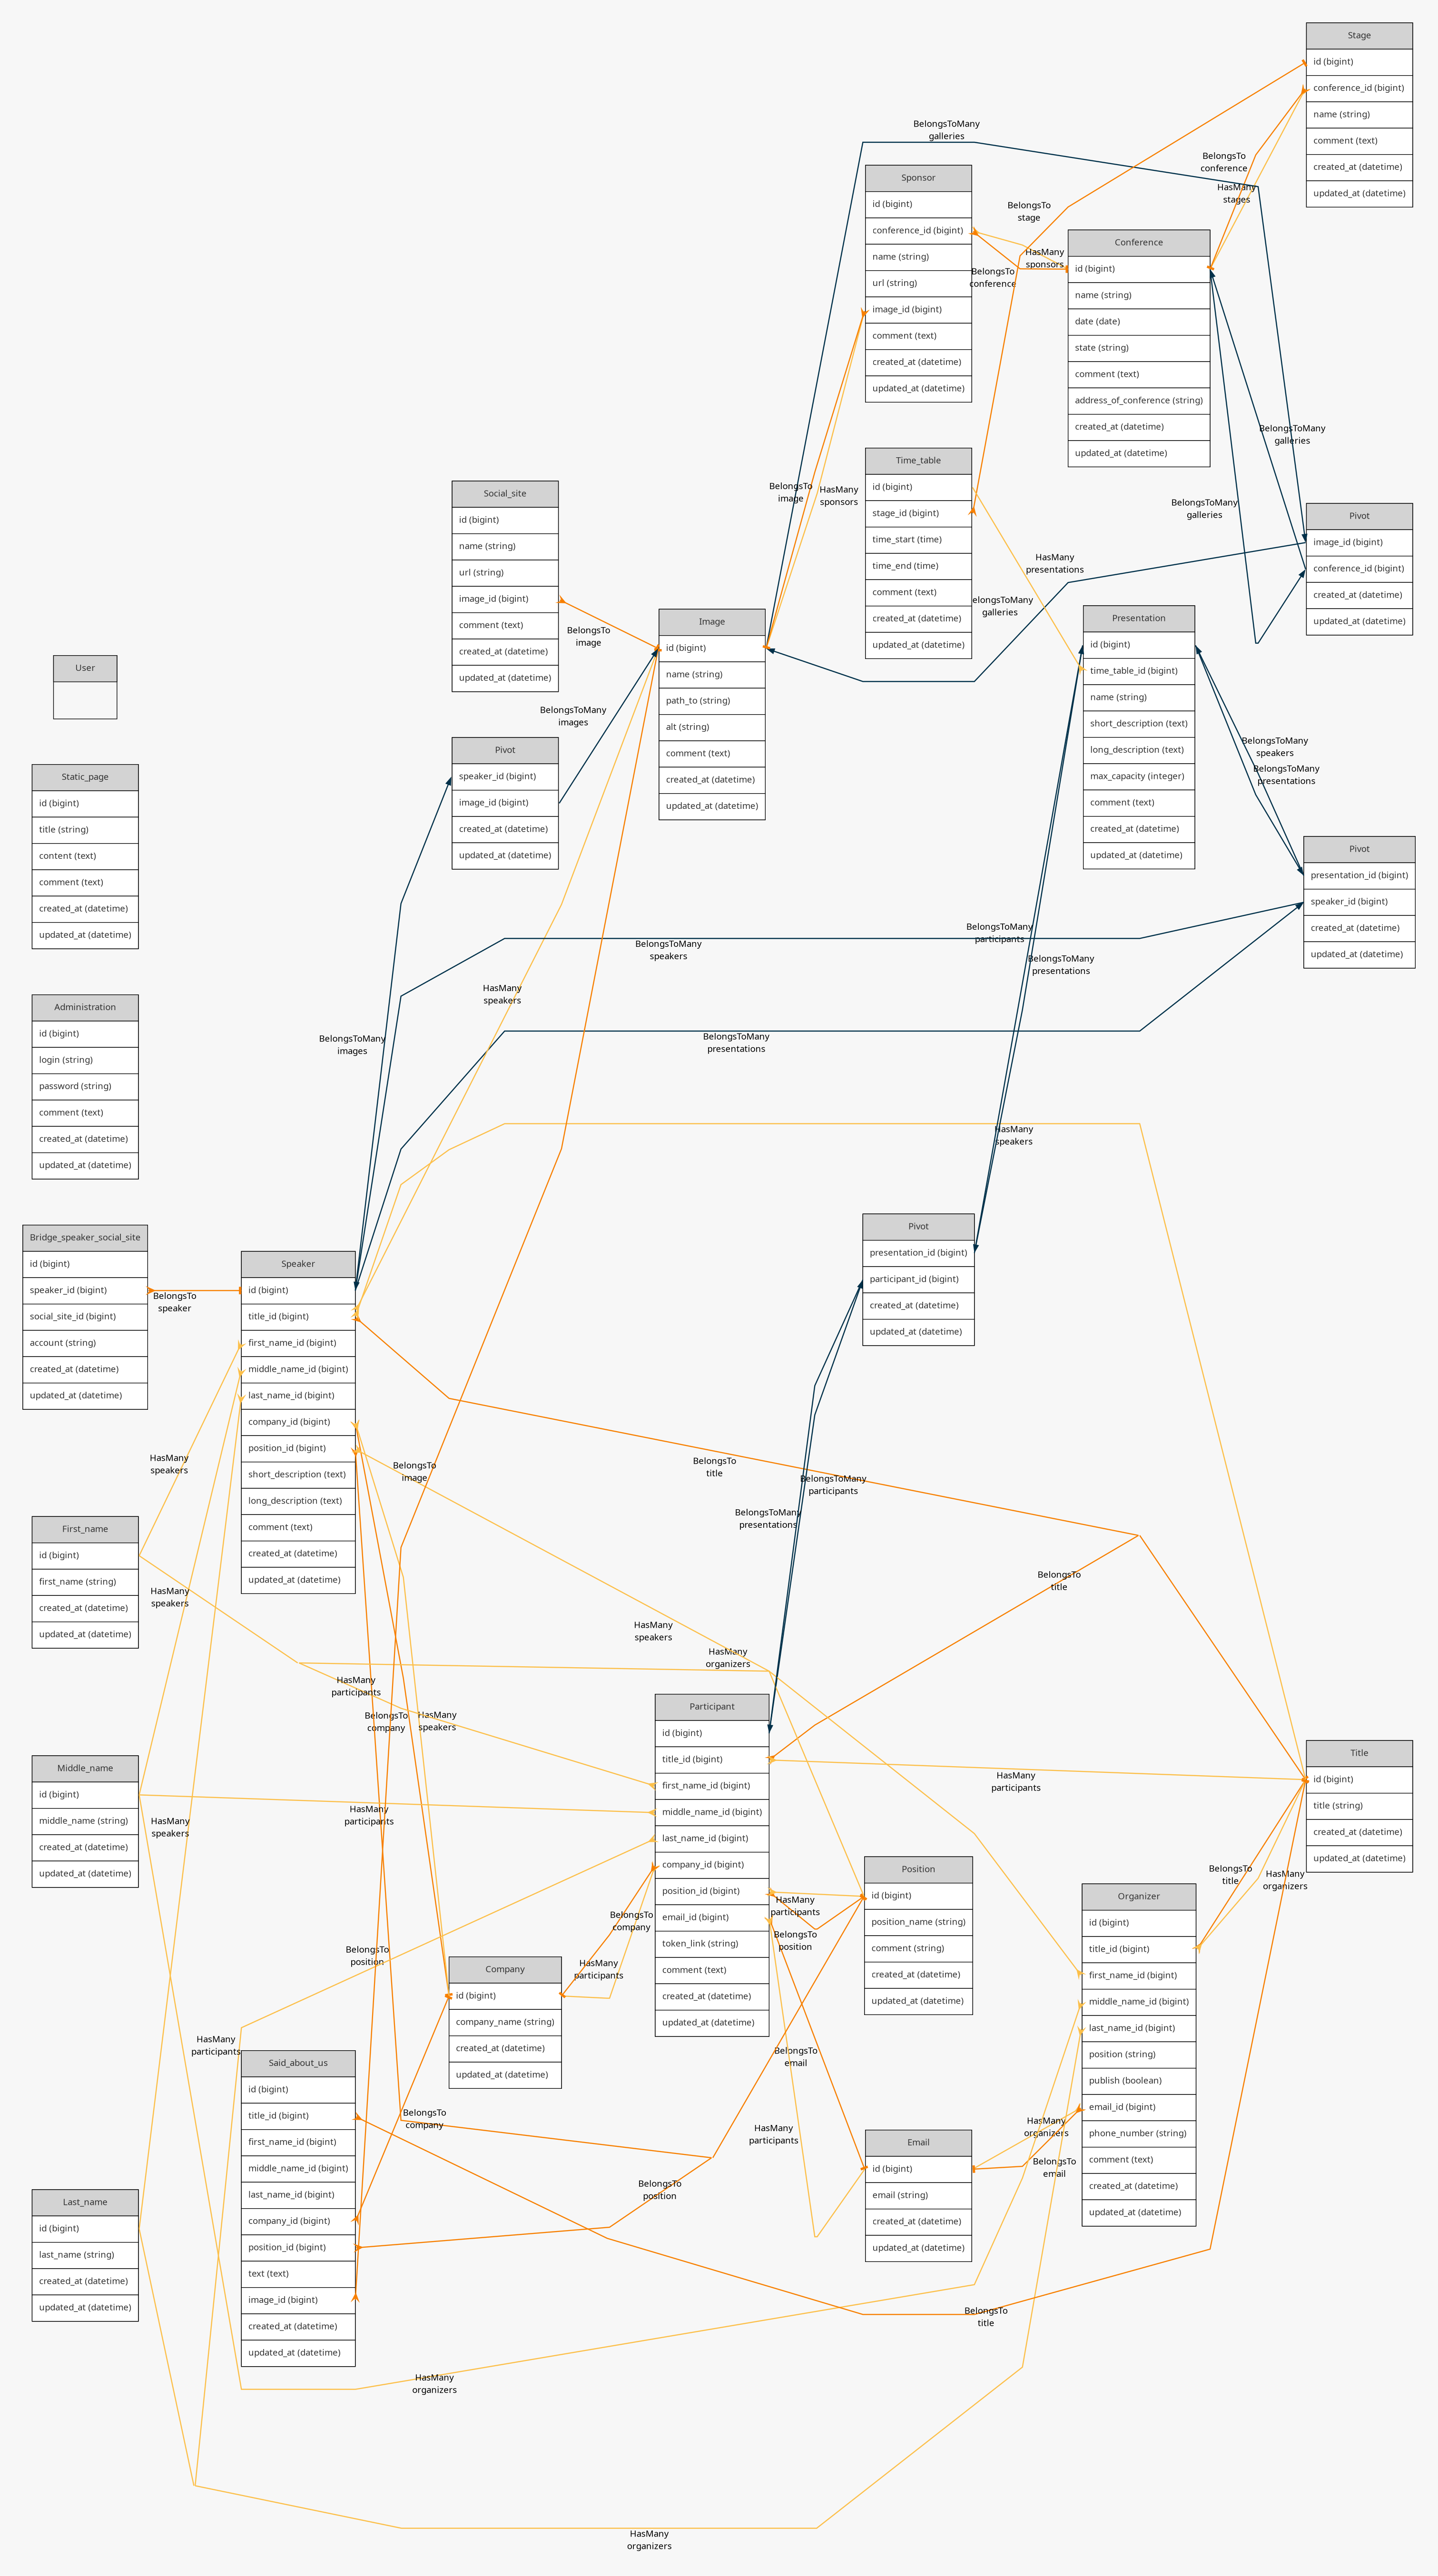 Stage
id (bigint)
conference_id (bigint)
name (string)
comment (text)
created_at (datetime)
updated_at (datetime)
BelongsToMany
galleries
BelongsTo
conference
HasMany
stages
Sponsor
id (bigint)
conference_id (bigint)
name (string)
url (string)
image_id (bigint)
comment (text)
created_at (datetime)
updated_at (datetime)
BelongsTo
stage
HasMany
sponsors
BelongsTo
conference
Conference
id (bigint)
name (string)
date (date)
state (string)
comment (text)
address_of_conference (string)
created_at (datetime)
updated_at (datetime)
BelongsToMany
galleries
BelongsToMany
galleries
BelongsTo
image
HasMany
sponsors
Time_table
id (bigint)
stage_id (bigint)
time_start (time)
time_end (time)
comment (text)
created_at (datetime)
updated_at (datetime)
HasMany
presentations
elongsToMany
galleries
Pivot
image_id (bigint)
conference_id (bigint)
created_at (datetime)
updated_at (datetime)
Social_site
id (bigint)
name (string)
url (string)
image_id (bigint)
comment (text)
created_at (datetime)
updated_at (datetime)
BelongsTo
image
BelongsToMany
images
Image
id (bigint)
name (string)
path_to (string)
alt (string)
comment (text)
created_at (datetime)
updated_at (datetime)
Presentation
id (bigint)
time_table_id (bigint)
name (string)
short_description (text)
long_description (text)
max_capacity (integer)
comment (text)
created_at (datetime)
updated_at (datetime)
BelongsToMany
speakers
BelongsToMany
presentations
User
Pivot
speaker_id (bigint)
image_id (bigint)
created_at (datetime)
updated_at (datetime)
Static_page
id (bigint)
title (string)
content (text)
comment (text)
created_at (datetime)
updated_at (datetime)
Pivot
presentation_id (bigint)
speaker_id (bigint)
created_at (datetime)
updated_at (datetime)
BelongsToMany
participants
BelongsToMany
speakers
BelongsToMany
presentations
HasMany
speakers
Administration
id (bigint)
login (string)
password (string)
comment (text)
created_at (datetime)
updated_at (datetime)
BelongsToMany
images
BelongsToMany
presentations
HasMany
speakers
Bridge_speaker_social_site
id (bigint)
speaker_id (bigint)
social_site_id (bigint)
account (string)
created_at (datetime)
updated_at (datetime)
BelongsTo
speaker
Speaker
id (bigint)
title_id (bigint)
first_name_id (bigint)
middle_name_id (bigint)
last_name_id (bigint)
company_id (bigint)
position_id (bigint)
short_description (text)
long_description (text)
comment (text)
created_at (datetime)
updated_at (datetime)
Pivot
presentation_id (bigint)
participant_id (bigint)
created_at (datetime)
updated_at (datetime)
HasMany
speakers
BelongsTo
image
BelongsTo
title
BelongsToMany
participants
BelongsToMany
presentations
First_name
id (bigint)
first_name (string)
created_at (datetime)
updated_at (datetime)
HasMany
speakers
BelongsTo
title
HasMany
speakers
HasMany
organizers
HasMany
participants
BelongsTo
company
HasMany
speakers
Participant
id (bigint)
title_id (bigint)
first_name_id (bigint)
middle_name_id (bigint)
last_name_id (bigint)
company_id (bigint)
position_id (bigint)
email_id (bigint)
token_link (string)
comment (text)
created_at (datetime)
updated_at (datetime)
Middle_name
id (bigint)
middle_name (string)
created_at (datetime)
updated_at (datetime)
HasMany
speakers
HasMany
participants
HasMany
participants
Title
id (bigint)
title (string)
created_at (datetime)
updated_at (datetime)
BelongsTo
title
HasMany
organizers
Position
id (bigint)
position_name (string)
comment (string)
created_at (datetime)
updated_at (datetime)
HasMany
participants
BelongsTo
position
Organizer
id (bigint)
title_id (bigint)
first_name_id (bigint)
middle_name_id (bigint)
last_name_id (bigint)
position (string)
publish (boolean)
email_id (bigint)
phone_number (string)
comment (text)
created_at (datetime)
updated_at (datetime)
BelongsTo
position
Company
id (bigint)
company_name (string)
created_at (datetime)
updated_at (datetime)
BelongsTo
company
HasMany
participants
HasMany
participants
Said_about_us
id (bigint)
title_id (bigint)
first_name_id (bigint)
middle_name_id (bigint)
last_name_id (bigint)
company_id (bigint)
position_id (bigint)
text (text)
image_id (bigint)
created_at (datetime)
updated_at (datetime)
BelongsTo
company
BelongsTo
email
HasMany
participants
BelongsTo
position
Email
id (bigint)
email (string)
created_at (datetime)
updated_at (datetime)
HasMany
organizers
BelongsTo
email
Last_name
id (bigint)
last_name (string)
created_at (datetime)
updated_at (datetime)
BelongsTo
title
HasMany
organizers
HasMany
organizers